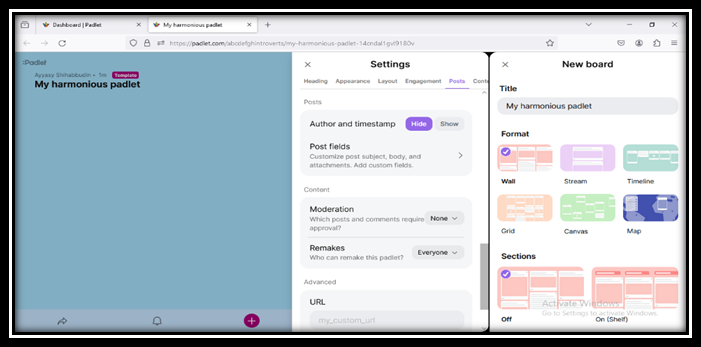 Dashboard | Padlet
My harmonious padlet
https://padlet.com/abcdefghintroverts/my-harmonious-padlet-14cndal1gvl9180v
:Padlet
Ayyasy Shihabbudin • 1m Template
My harmonious padlet
Settings
Heading Appearance Layout Engagement Posts Conte
Posts
Author and timestamp Hide Show
Post fields
Customize post subject, body, and
attachments. Add custom fields.
Content
Moderation
Which posts and comments require
approval?
None
Remakes
Who can remake this padlet?
Everyone
Advanced
URL
my_custom_url
New board
Title
My harmonious padlet
Format
Wall Stream Timeline
Grid Canvas Map
Sections
Off On (Shelf)
Activate Windows
Go to Settings to activate Windows.